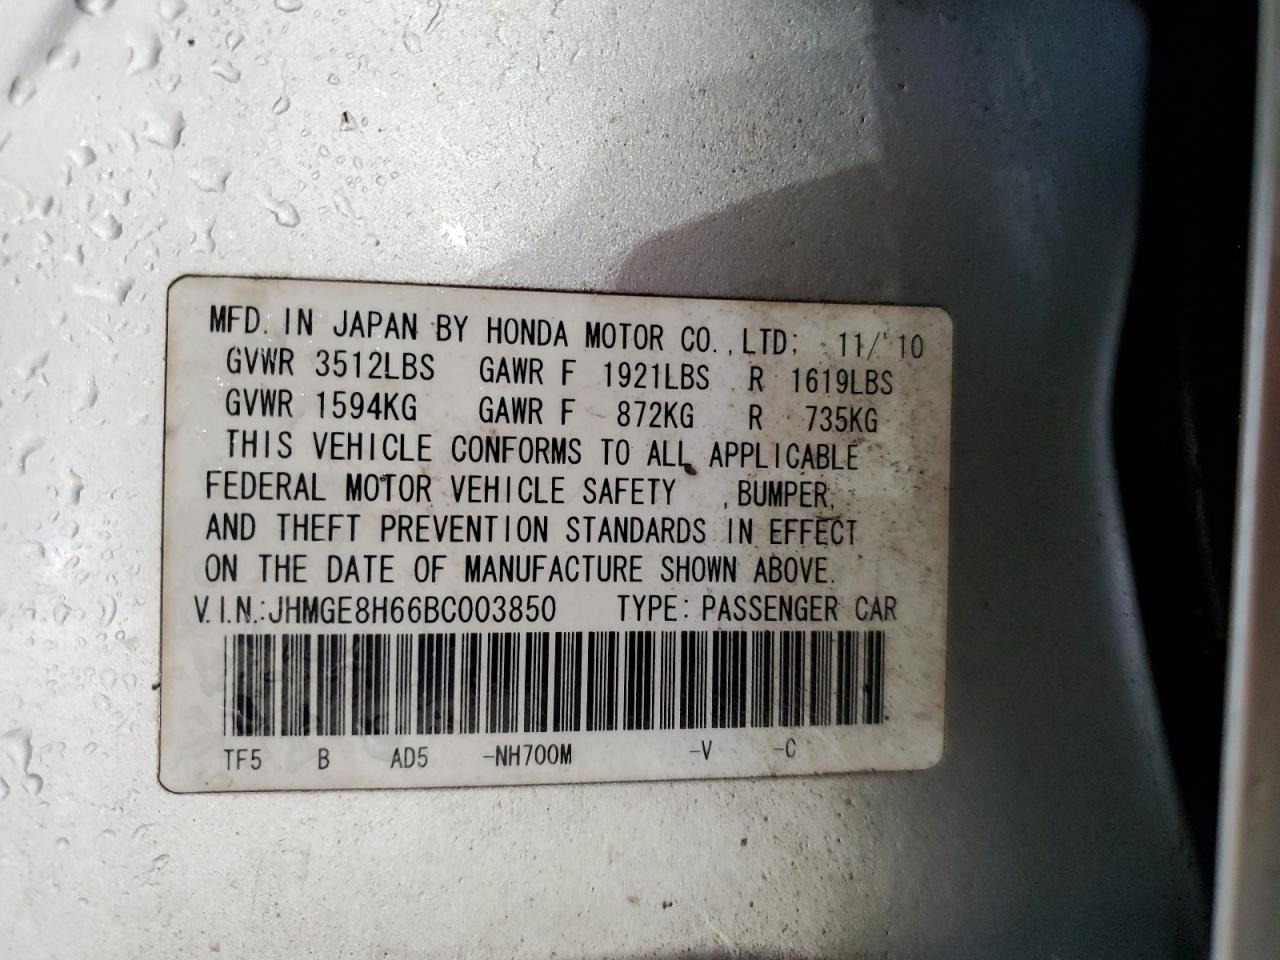 MFD. IN JAPAN BY HONDA MOTOR CO., LTD; 11/'10
GVWR 3512LBS GAWR F 1921LBS R 1619LBS
GVWR 1594KG GAWR F 872KG R 735KG
THIS VEHICLE CONFORMS TO ALL APPLICABLE
FEDERAL MOTOR VEHICLE SAFETY , BUMPER,
AND THEFT PREVENTION STANDARDS IN EFFECT
ON THE DATE OF MANUFACTURE SHOWN ABOVE.
V.I.N.:JHMGE8H66BC003850 TYPE: PASSENGER CAR
TF5 B AD5 -NH700M -V -C